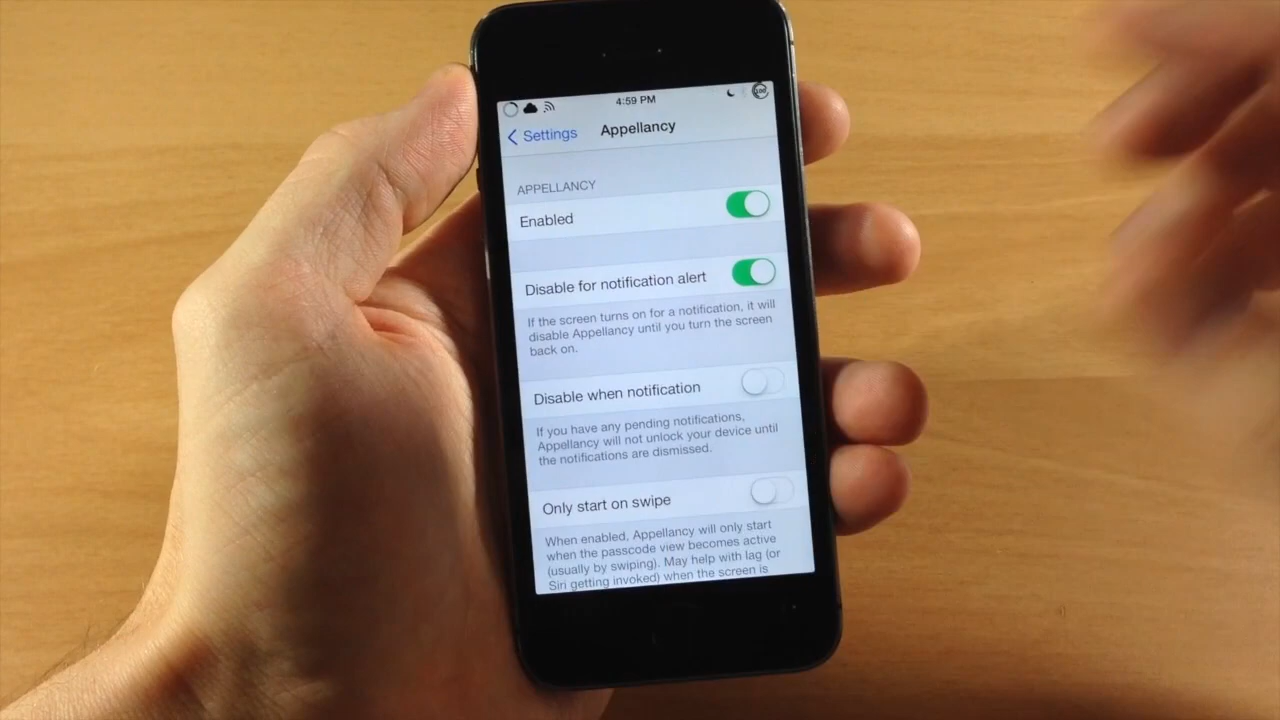 4:59 PM
100
Settings
Appellancy
APPELLANCY
Enabled
Disable for notification alert
If the screen turns on for a notification, it will
disable Appellancy until you turn the screen
back on.
Disable when notification
If you have any pending notifications,
Appellancy will not unlock your device until
the notifications are dismissed.
Only start on swipe
When enabled, Appellancy will only start
when the passcode view becomes active
(usually by swiping). May help with lag (or
Siri getting invoked) when the screen is